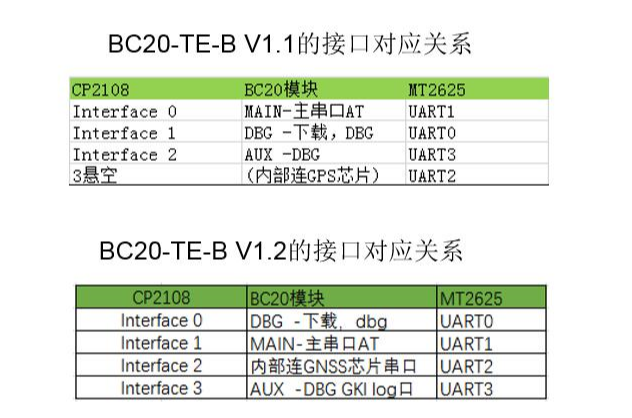 BC20-TE-B V1.1的接口对应关系
CP2108 BC20模块 MT2625
Interface 0 MAIN-主串口AT UART1
Interface 1 DBG -下载，DBG UART0
Interface 2 AUX -DBG UART3
3悬空 (内部连GPS芯片) UART2
BC20-TE-B V1.2的接口对应关系
CP2108 BC20模块 MT2625
Interface 0 DBG -下载，dbg UART0
Interface 1 MAIN-主串口AT UART1
Interface 2 内部连GNSS芯片串口 UART2
Interface 3 AUX -DBG GKI log口 UART3